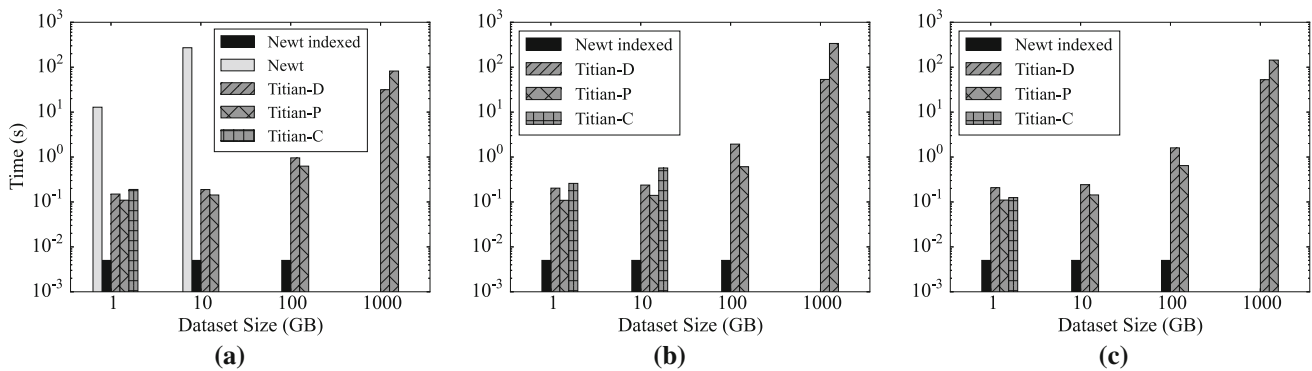 10^3
10^2
10^1
10^0
10^-1
10^-2
10^-3
Time (s)
Newt indexed
Newt
Titian-D
Titian-P
Titian-C
1 10 100 1000
Dataset Size (GB)
(a)
10^3
10^2
10^1
10^0
10^-1
10^-2
10^-3
Newt indexed
Titian-D
Titian-P
Titian-C
1 10 100 1000
Dataset Size (GB)
(b)
10^3
10^2
10^1
10^0
10^-1
10^-2
10^-3
Newt indexed
Titian-D
Titian-P
Titian-C
1 10 100 1000
Dataset Size (GB)
(c)